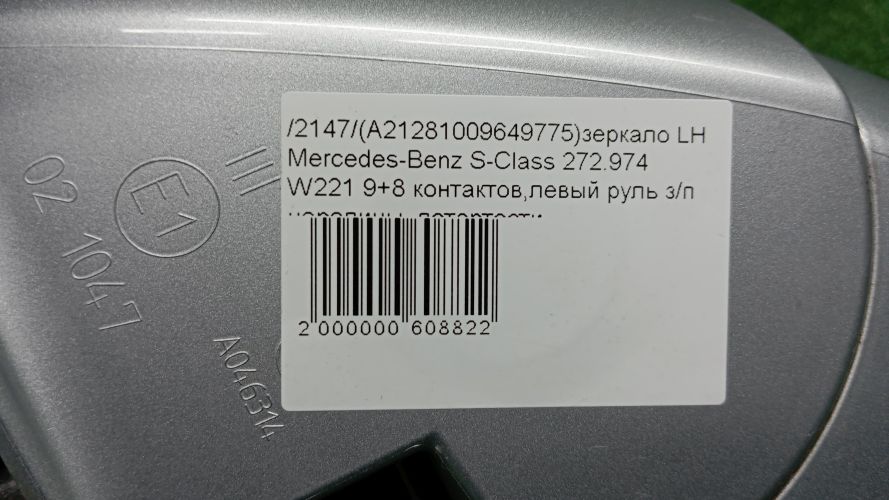 /2147/(A21281009649775)зеркало LH
Mercedes-Benz S-Class 272.974
W221 9+8 контактов,левый руль з/п
2 000000 608822
III
E1
02 1047
A046314